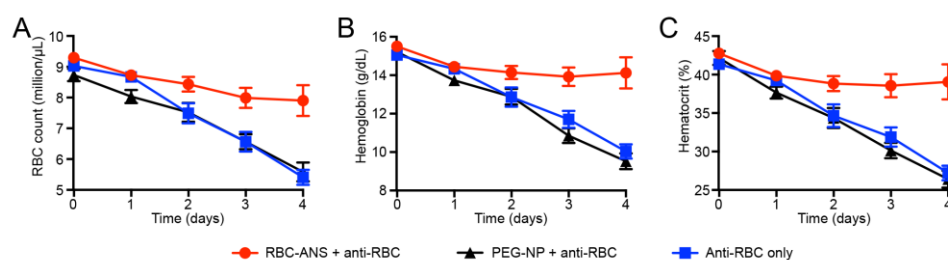 A
RBC count (million/μL)
10
9
8
7
6
5
0 1 2 3 4
Time (days)
B
Hemoglobin (g/dL)
16
14
12
10
8
0 1 2 3 4
Time (days)
C
Hematocrit (%)
45
40
35
30
25
0 1 2 3 4
Time (days)
RBC-ANS + anti-RBC PEG-NP + anti-RBC Anti-RBC only